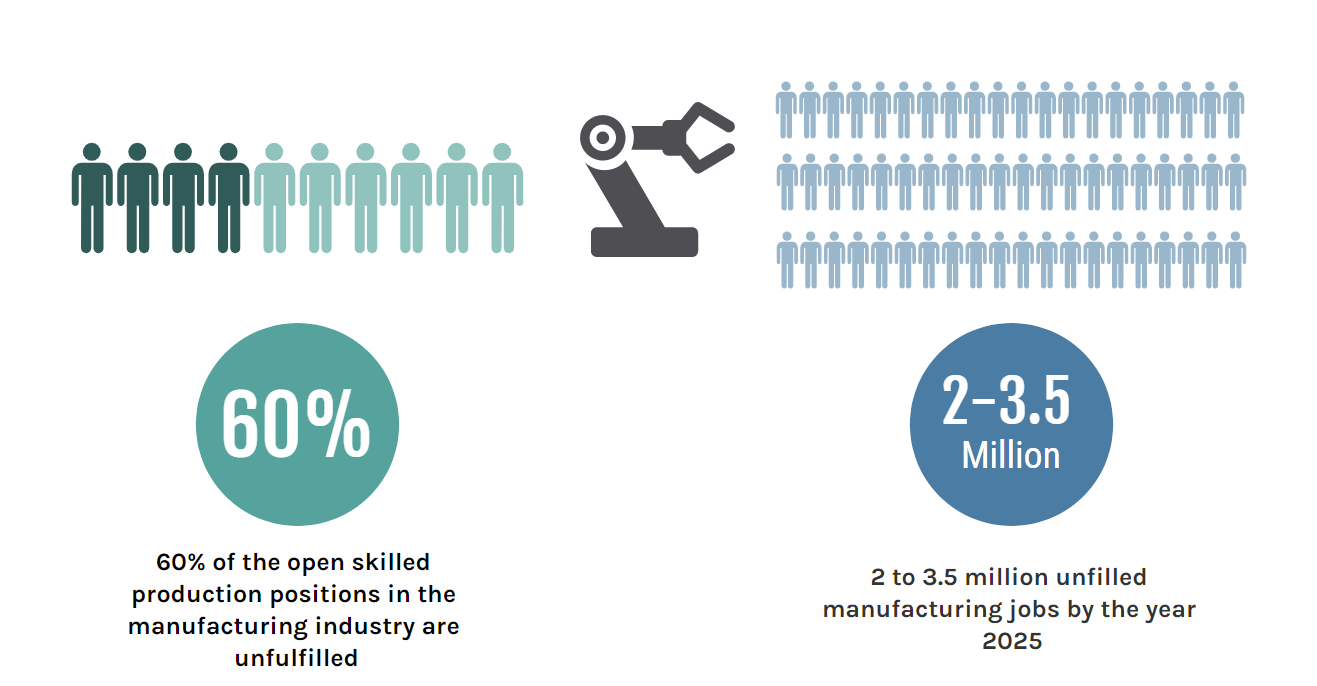 60%
60% of the open skilled
production positions in the
manufacturing industry are
unfulfilled
2–3.5
Million
2 to 3.5 million unfilled
manufacturing jobs by the year
2025